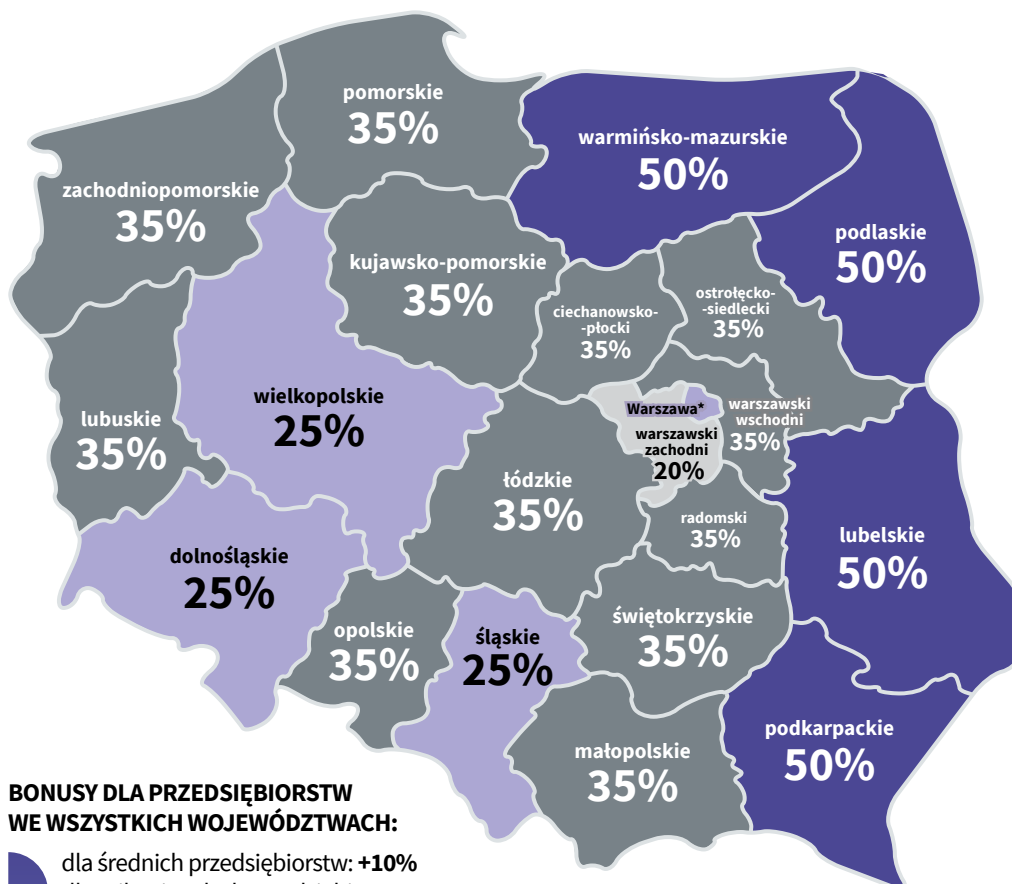 pomorskie
35%
warmińsko-mazurskie
50%
zachodniopomorskie
35%
podlaskie
50%
kujawsko-pomorskie
35%
ciechanowsko-
-płocki
35%
ostrołęcko-
-siedlecki
35%
wielkopolskie
25%
lubuskie
35%
Warszawa*
warszawski
zachodni
20%
warszawski
wschodni
35%
łódzkie
35%
radomski
35%
lubelskie
50%
dolnośląskie
25%
opolskie
35%
śląskie
25%
świętokrzyskie
35%
małopolskie
35%
podkarpackie
50%
BONUSY DLA PRZEDSIĘBIORSTW
WE WSZYSTKICH WOJEWÓDZTWACH:
dla średnich przedsiębiorstw: +10%